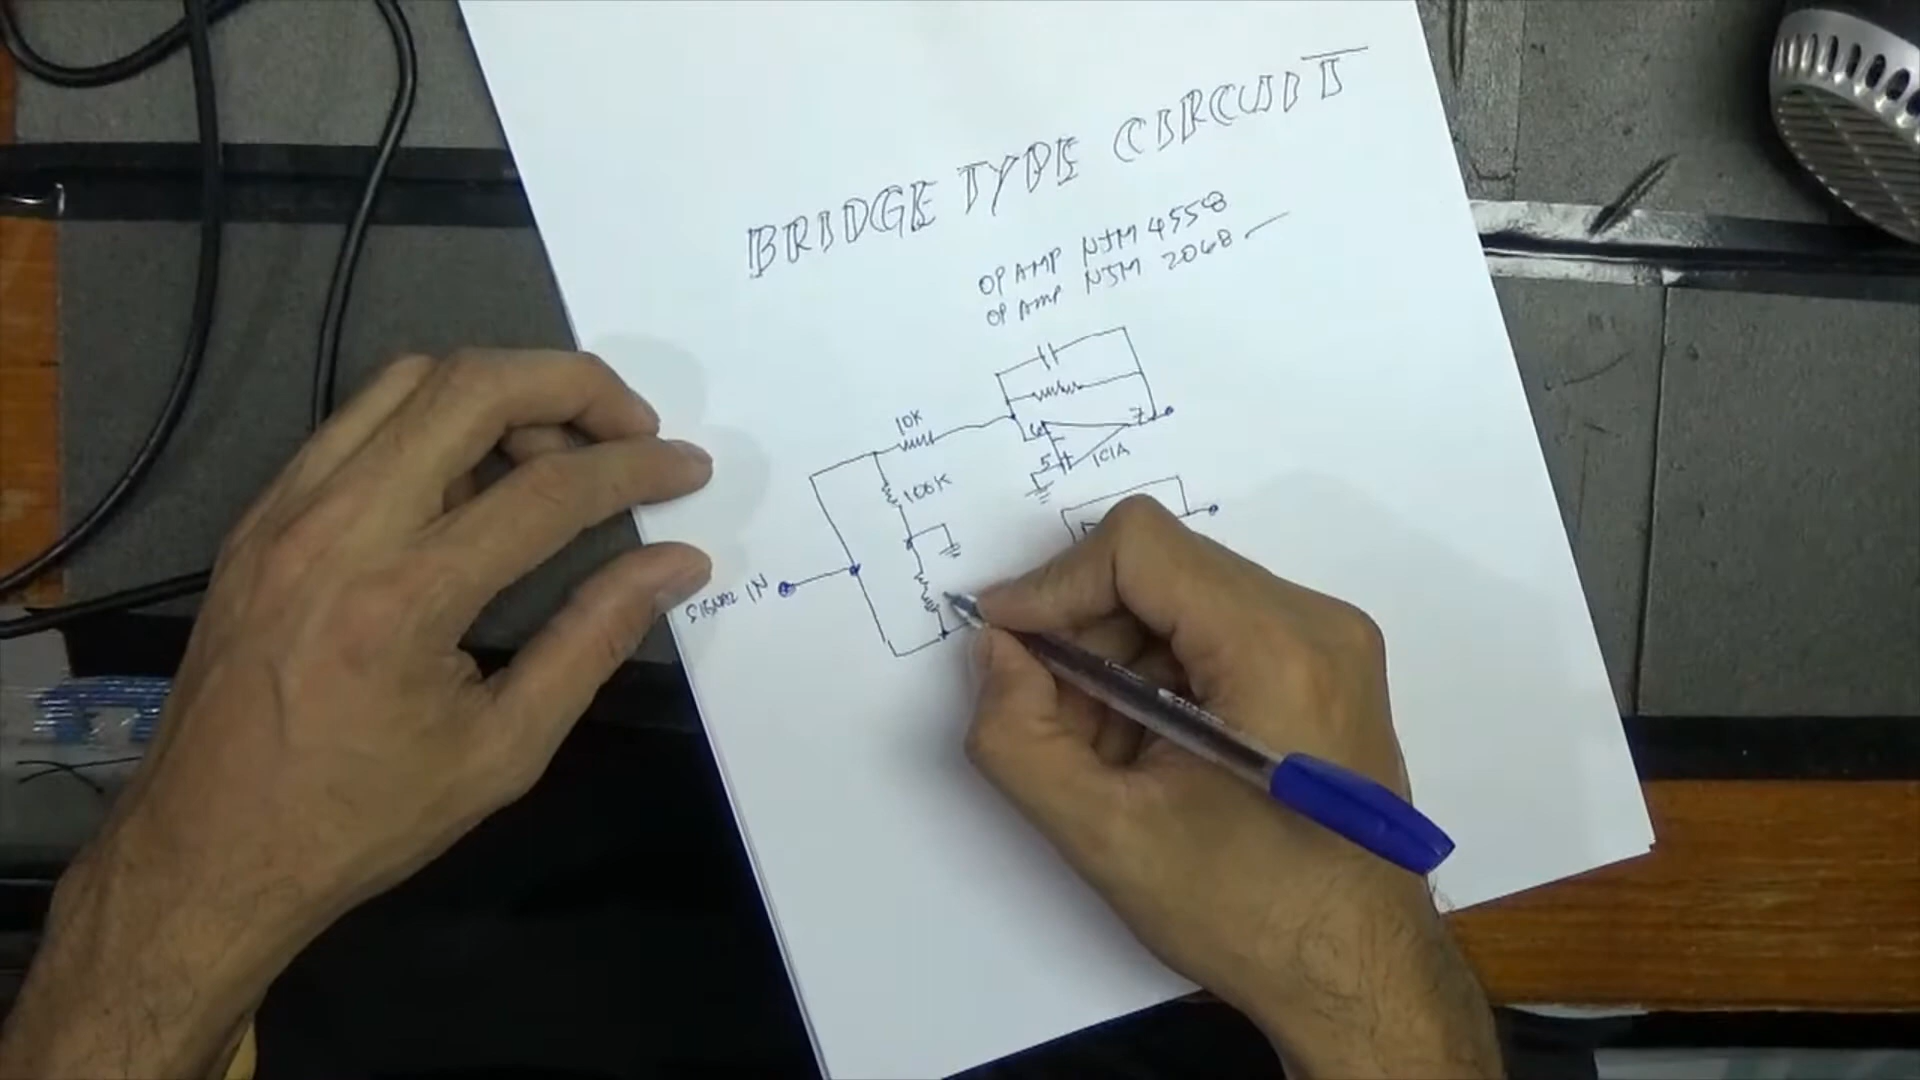 BRIDGE TYPE CIRCUIT
OP AMP NJM 4558
OP AMP NJM 2068
10K
6
7
5
IC1A
100K
SIGNAL IN